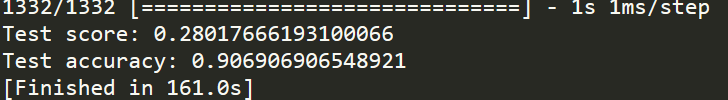 1332/1332 [==============================] - 1s 1ms/step
Test score: 0.28017666193100066
Test accuracy: 0.906906906548921
[Finished in 161.0s]